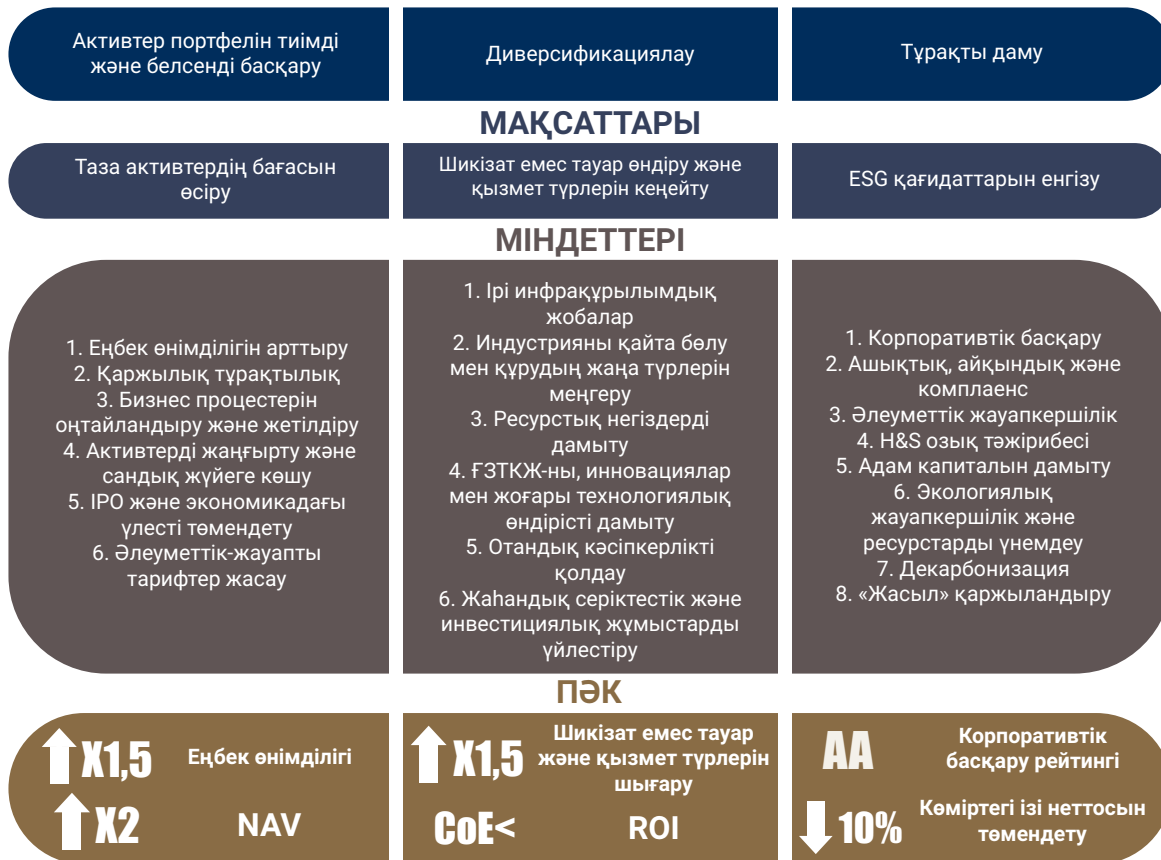 Активтер портфелін тиімді
және белсенді басқару
Диверсификациялау
Тұрақты даму
МАҚСАТТАРЫ
Таза активтердің бағасын
өсіру
Шикізат емес тауар өндіру және
қызмет түрлерін кеңейту
ESG қағидаттарын енгізу
МІНДЕТТЕРІ
1. Еңбек өнімділігін арттыру
2. Қаржылық тұрақтылық
3. Бизнес процестерін
оңтайландыру және жетілдіру
4. Активтерді жаңғырту және
сандық жүйеге көшу
5. IPO және экономикадағы
үлесті төмендету
6. Әлеуметтік-жауапты
тарифтер жасау
1. Ірі инфрақұрылымдық
жобалар
2. Индустрияны қайта бөлу
мен құрудың жаңа түрлерін
меңгеру
3. Ресурстық негіздерді
дамыту
4. ҒЗТКЖ-ны, инновациялар
мен жоғары технологиялық
өндірісті дамыту
5. Отандық кәсіпкерлікті
қолдау
6. Жаһандық серіктестік және
инвестициялық жұмыстарды
үйлестіру
1. Корпоративтік басқару
2. Ашықтық, айқындық және
комплаенс
3. Әлеуметтік жауапкершілік
4. H&S озық тәжірибесі
5. Адам капиталын дамыту
6. Экологиялық
жауапкершілік және
ресурстарды үнемдеу
7. Декарбонизация
8. «Жасыл» қаржыландыру
ПӘК
X1,5 Еңбек өнімділігі
X2 NAV
X1,5 Шикізат емес тауар
және қызмет түрлерін
шығару
CoE< ROI
AA Корпоративтік
басқару рейтингі
10% Көміртегі ізі неттосын
төмендету